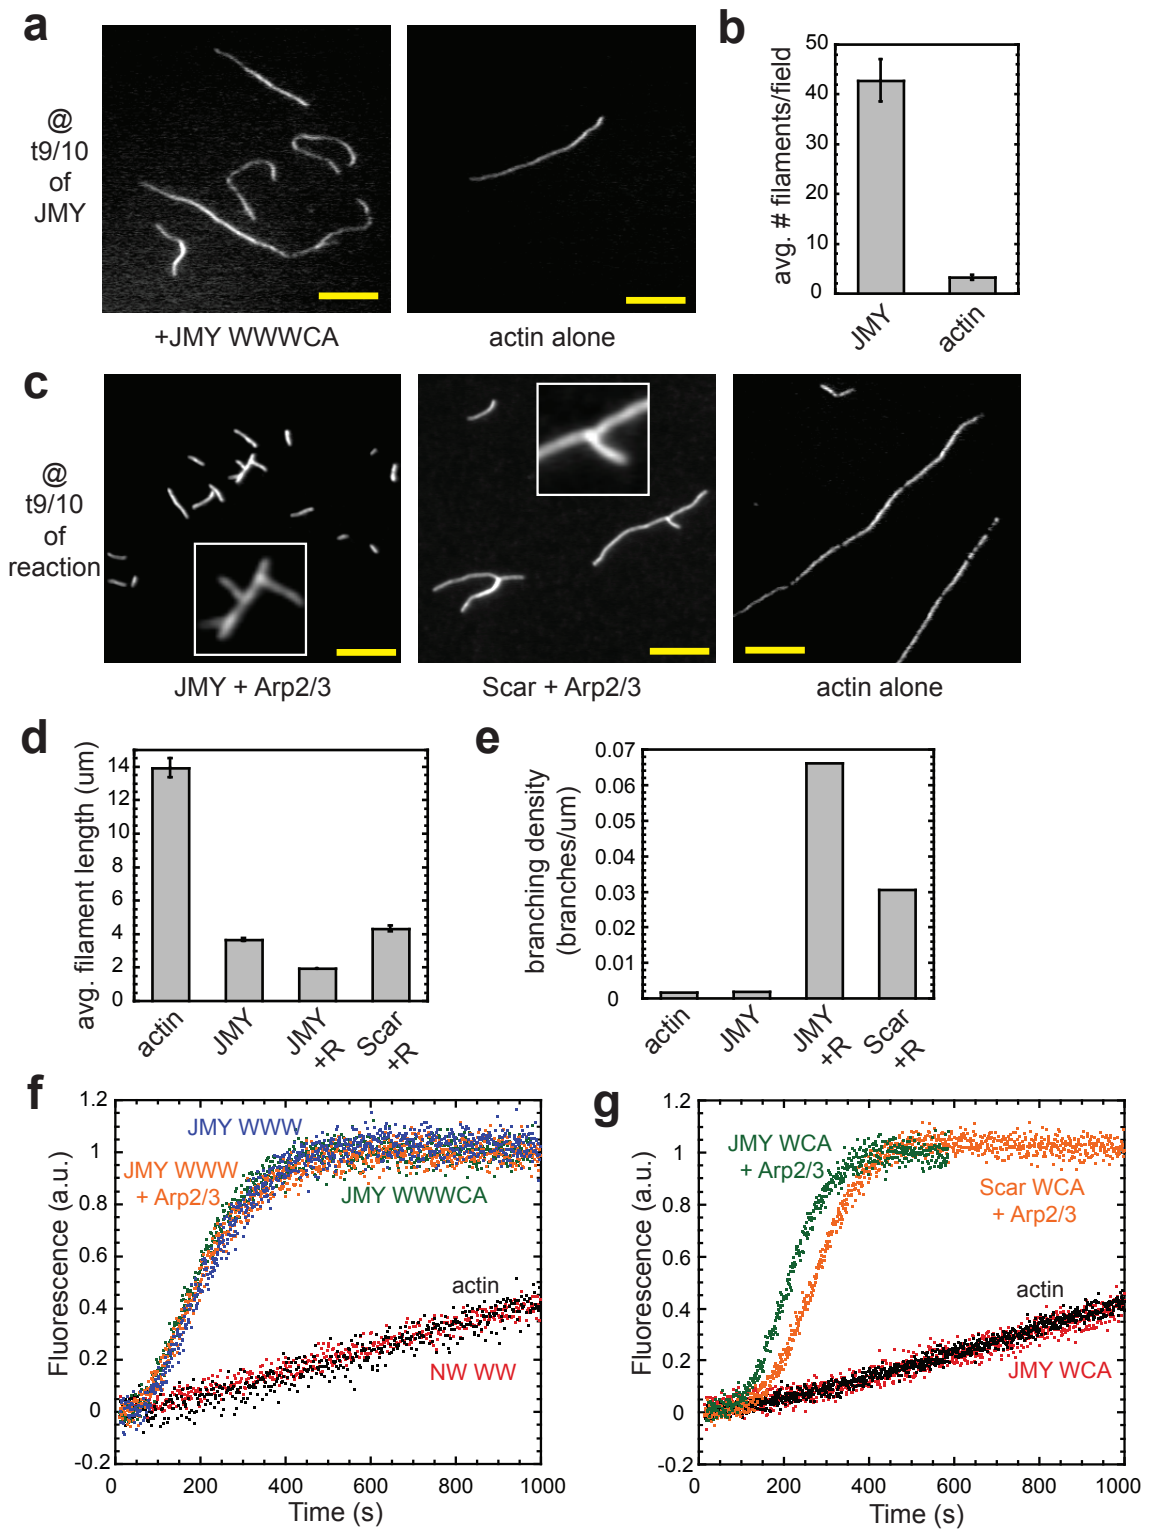 a
@
t9/10
of
JMY
+JMY WWWCA
actin alone
b
avg. # filaments/field
50
40
30
20
10
0
JMY
actin
c
@
t9/10
of
reaction
JMY + Arp2/3
Scar + Arp2/3
actin alone
d
avg. filament length (um)
14
12
10
8
6
4
2
0
actin
JMY
JMY
+R
Scar
+R
e
branching density
(branches/um)
0.07
0.06
0.05
0.04
0.03
0.02
0.01
0
actin
JMY
JMY
+R
Scar
+R
f
Fluorescence (a.u.)
1.2
1
0.8
0.6
0.4
0.2
0
-0.2
JMY WWW
JMY WWW
+ Arp2/3
JMY WWWCA
actin
NW WW
0 200 400 600 800 1000
Time (s)
g
Fluorescence (a.u.)
1.2
1
0.8
0.6
0.4
0.2
0
-0.2
JMY WCA
+ Arp2/3
Scar WCA
+ Arp2/3
actin
JMY WCA
0 200 400 600 800 1000
Time (s)